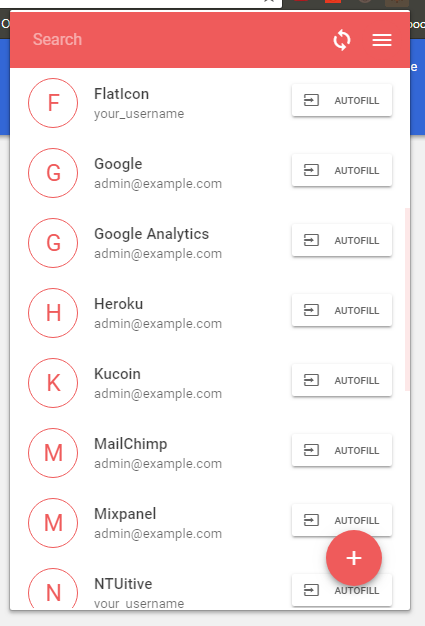 Search
F
FlatIcon
your_username
AUTOFILL
G
Google
admin@example.com
AUTOFILL
G
Google Analytics
admin@example.com
AUTOFILL
H
Heroku
admin@example.com
AUTOFILL
K
Kucoin
admin@example.com
AUTOFILL
M
MailChimp
admin@example.com
AUTOFILL
M
Mixpanel
admin@example.com
AUTOFILL
N
NTUitive
your_username
AUTOFILL